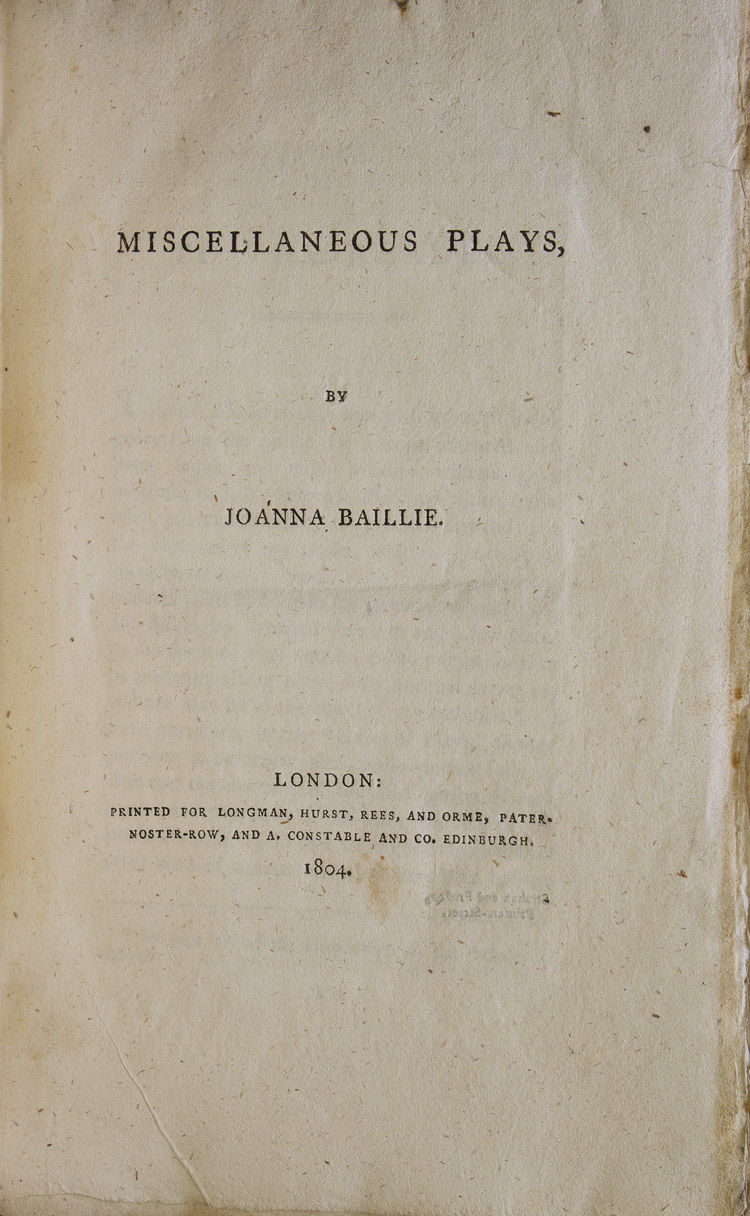 MISCELLANEOUS PLAYS,
BY
JOANNA BAILLIE.
LONDON:
PRINTED FOR LONGMAN, HURST, REES, AND ORME, PATER-
NOSTER-ROW, AND A. CONSTABLE AND CO. EDINBURGH.
1804.